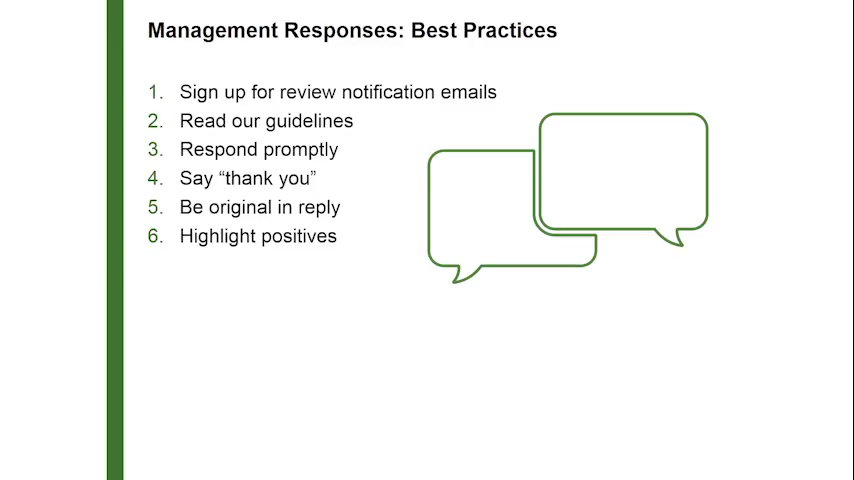 Management Responses: Best Practices
1. Sign up for review notification emails
2. Read our guidelines
3. Respond promptly
4. Say “thank you”
5. Be original in reply
6. Highlight positives